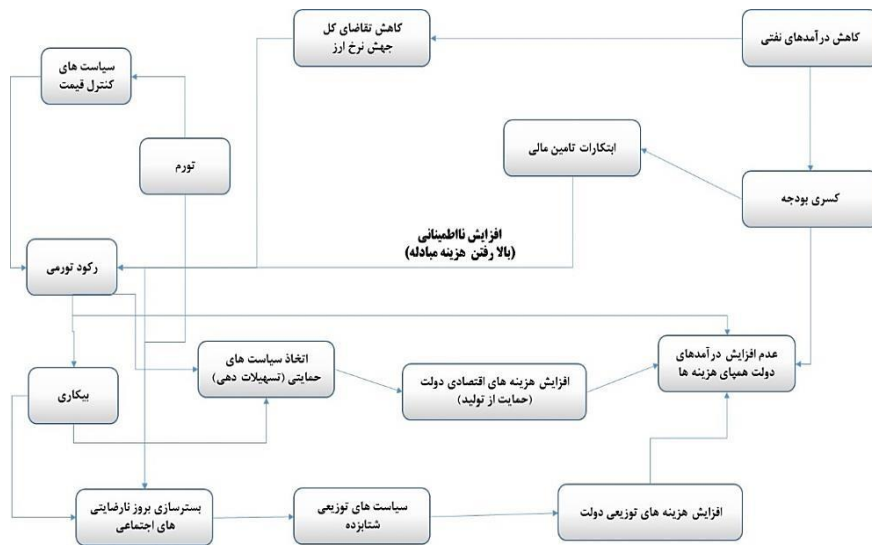 کاهش درآمدهای نفتی
کاهش تقاضای کل
جهش نرخ ارز
سیاست های
کنترل قیمت
ابتکارات تامین مالی
تورم
کسری بودجه
افزایش نااطمینانی
(بالا رفتن هزینه مبادله)
رکود تورمی
عدم افزایش درآمدهای
دولت همپای هزینه ها
اتخاذ سیاست های
حمایتی (تسهیلات دهی)
افزایش هزینه های اقتصادی دولت
(حمایت از تولید)
بیکاری
افزایش هزینه های توزیعی دولت
سیاست های توزیعی
شتابزده
بسترسازی بروز نارضایتی
های اجتماعی